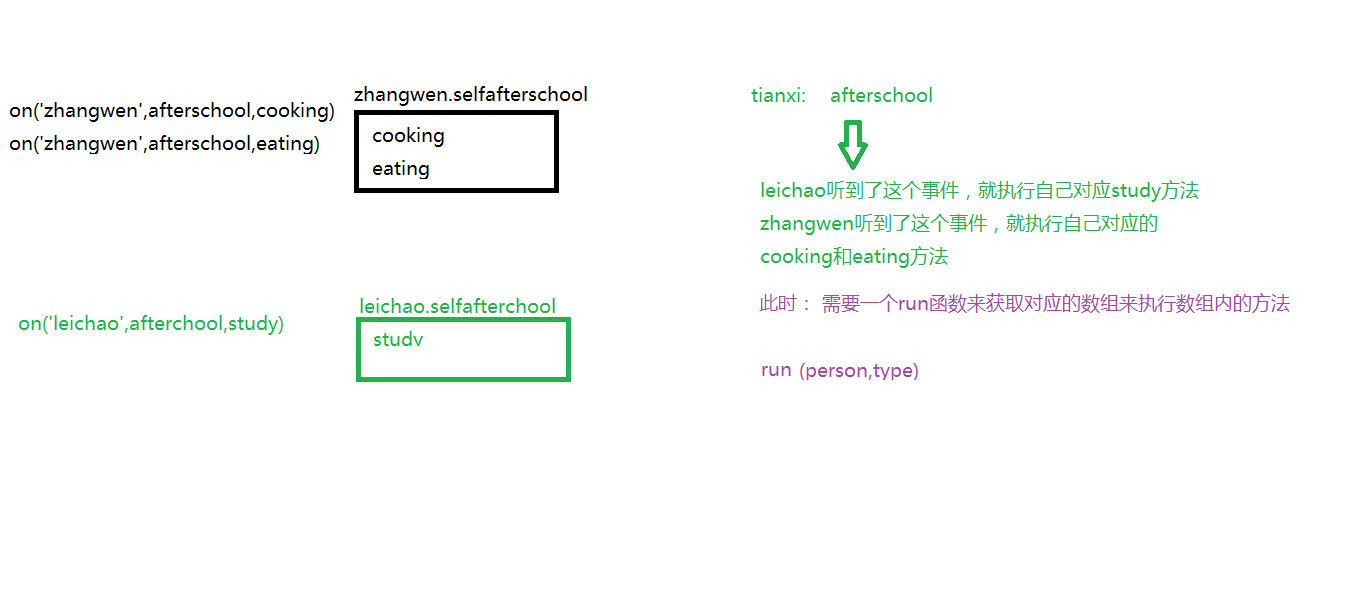 on('zhangwen',afterschool,cooking)
on('zhangwen',afterschool,eating)
zhangwen.selfafterschool
cooking
eating
on('leichao',afterchool,study)
leichao.selfafterchool
studv
tianxi: afterschool
leichao听到了这个事件，就执行自己对应study方法
zhangwen听到了这个事件，就执行自己对应的
cooking和eating方法
此时： 需要一个run函数来获取对应的数组来执行数组内的方法
run (person,type)